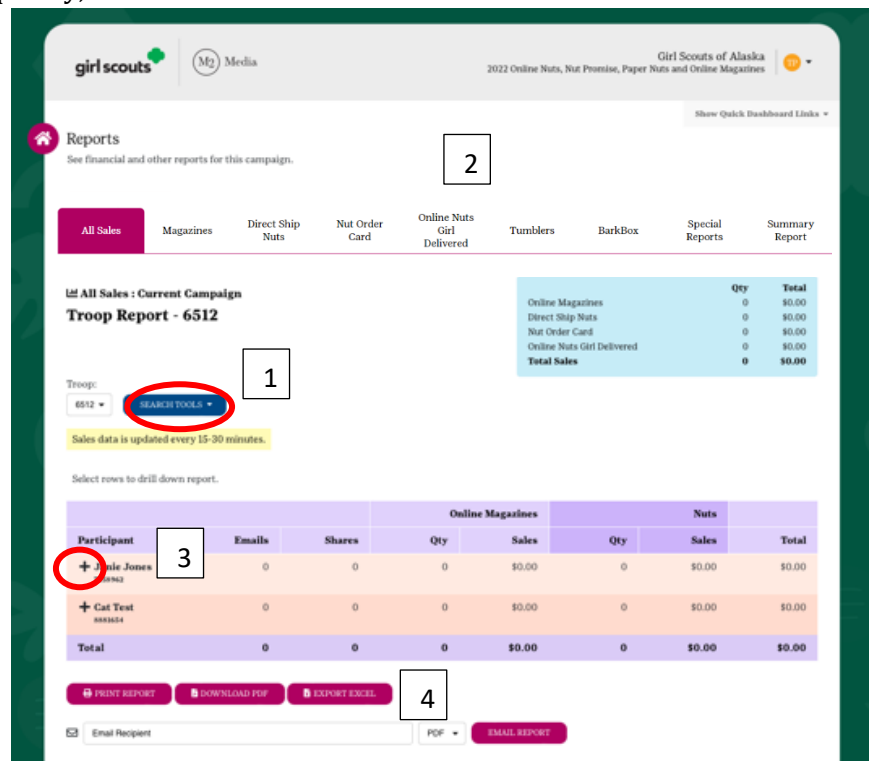 girl scouts
M2 Media
Girl Scouts of Alaska
2022 Online Nuts, Nut Promise, Paper Nuts and Online Magazines
TP
Show Quick Dashboard Links
Reports
See financial and other reports for this campaign.
2
All Sales Magazines Direct Ship Nuts Nut Order Card Online Nuts Girl Delivered Tumblers BarkBox Special Reports Summary Report
All Sales : Current Campaign
Troop Report - 6512
Qty Total
Online Magazines 0 $0.00
Direct Ship Nuts 0 $0.00
Nut Order Card 0 $0.00
Online Nuts Girl Delivered 0 $0.00
Total Sales 0 $0.00
1
Troop:
6512 SEARCH TOOLS
Sales data is updated every 15-30 minutes.
Select rows to drill down report.
Online Magazines Nuts
Participant Emails Shares Qty Sales Qty Sales Total
Jones 0 0 0 $0.00 0 $0.00 $0.00
3
Cat Test 0 0 0 $0.00 0 $0.00 $0.00
8883654
Total 0 0 0 $0.00 0 $0.00 $0.00
PRINT REPORT DOWNLOAD PDF EXPORT EXCEL
4
Email Recipient PDF EMAIL REPORT